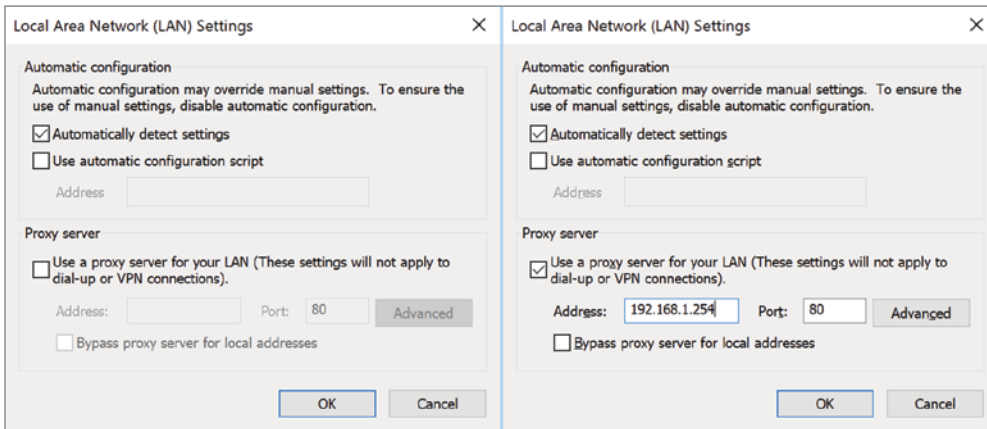 Local Area Network (LAN) Settings
Automatic configuration
Automatic configuration may override manual settings. To ensure the
use of manual settings, disable automatic configuration.
Automatically detect settings
Use automatic configuration script
Address
Proxy server
Use a proxy server for your LAN (These settings will not apply to
dial-up or VPN connections).
Address: Port: 80 Advanced
Bypass proxy server for local addresses
OK Cancel
Local Area Network (LAN) Settings
Automatic configuration
Automatic configuration may override manual settings. To ensure the
use of manual settings, disable automatic configuration.
Automatically detect settings
Use automatic configuration script
Address
Proxy server
Use a proxy server for your LAN (These settings will not apply to
dial-up or VPN connections).
Address: 192.168.1.254 Port: 80 Advanced
Bypass proxy server for local addresses
OK Cancel